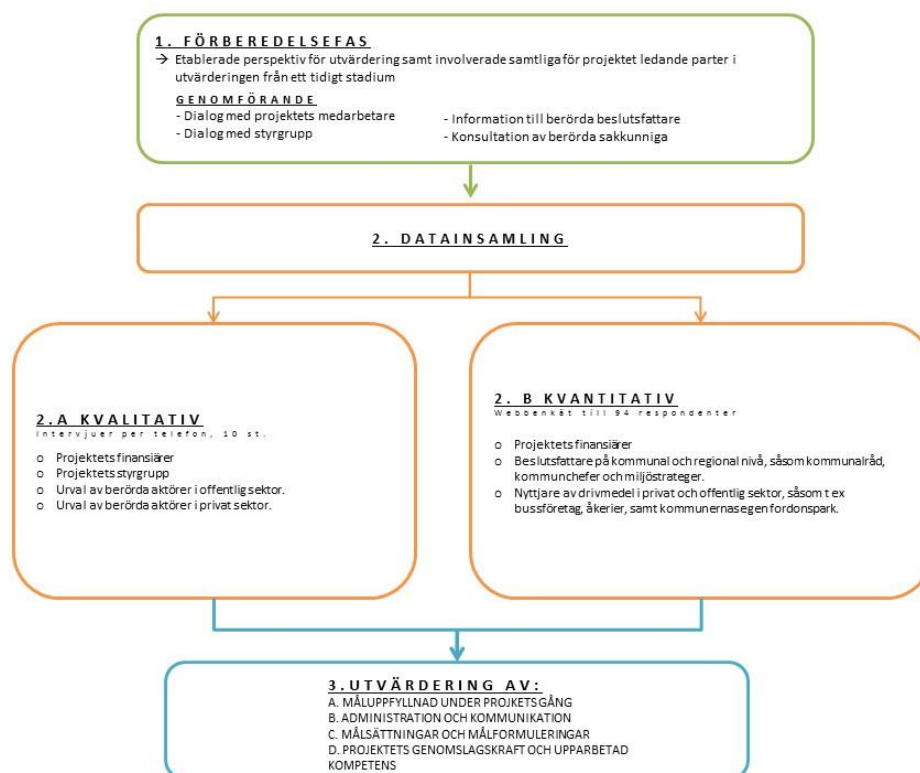 1. FÖRBEREDELSEFAS
→ Etablerade perspektiv för utvärdering samt involverade samtliga för projektet ledande parter i
utvärderingen från ett tidigt stadium
GENOMFÖRANDE
- Dialog med projektets medarbetare
- Dialog med styrgrupp
- Information till berörda beslutsfattare
- Konsultation av berörda sakkunniga
2. DATAINSAMLING
2.A KVALITATIV
Intervjuer per telefon, 10 st.
o Projektets finansiärer
o Projektets styrgrupp
o Urval av berörda aktörer i offentlig sektor.
o Urval av berörda aktörer i privat sektor.
2. B KVANTITATIV
Webbenkät till 94 respondenter
o Projektets finansiärer
o Beslutsfattare på kommunal och regional nivå, såsom kommunalråd,
kommunchefer och miljöstrateger.
o Nyttjare av drivmedel i privat och offentlig sektor, såsom t ex
bussföretag, åkerier, samt kommunernas egen fordonspark.
3.UTVÄRDERING AV:
A. MÅLUPPFYLLNAD UNDER PROJKETSGÅNG
B. ADMINISTRATION OCH KOMMUNIKATION
C. MÅLSÄTTNINGAR OCH MÅLFORMULERINGAR
D. PROJEKTETS GENOMSLAGSKRAFT OCH UPPARBETAD
KOMPETENS